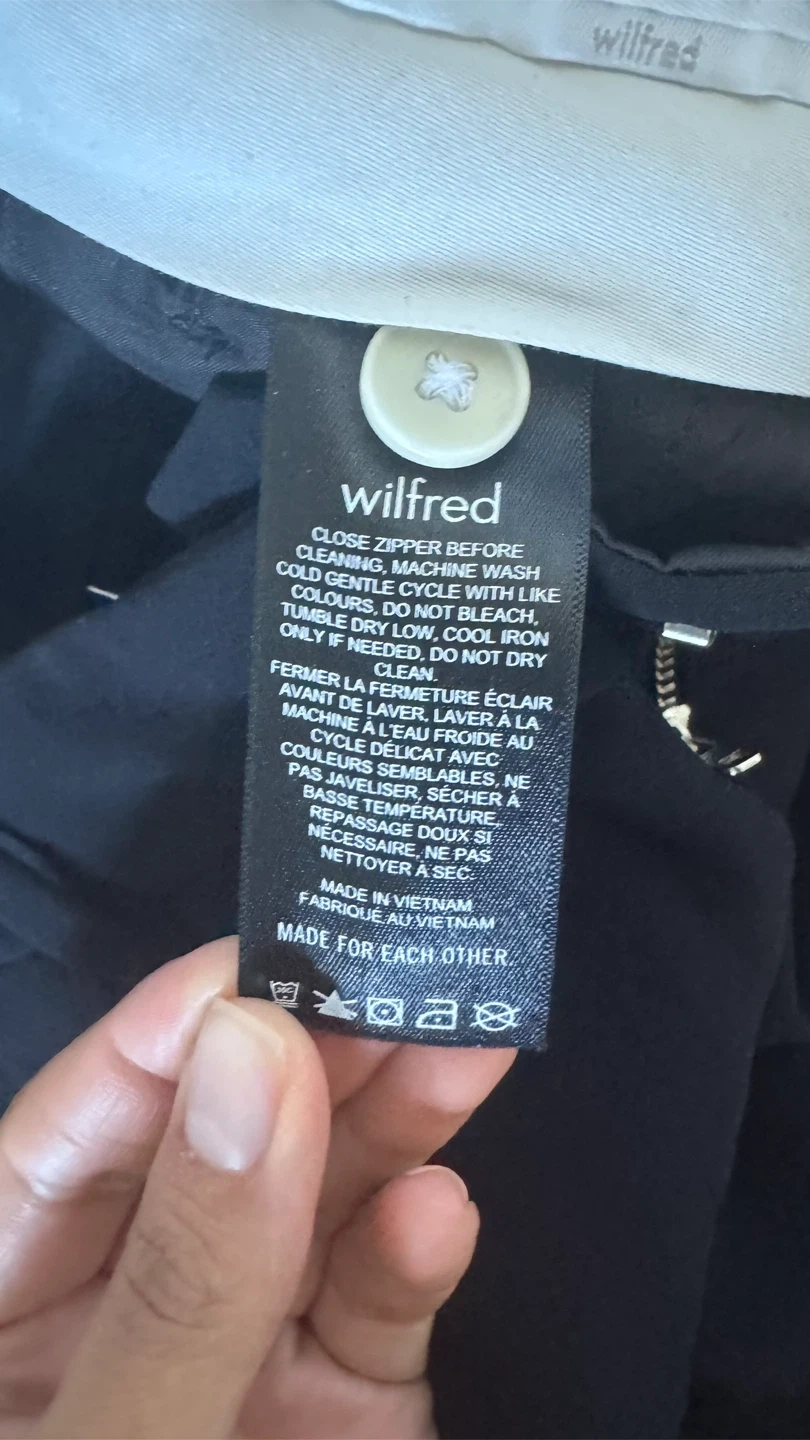 wilfred
wilfred
CLOSE ZIPPER BEFORE
CLEANING, MACHINE WASH
COLD GENTLE CYCLE WITH LIKE
COLOURS, DO NOT BLEACH,
TUMBLE DRY LOW, COOL IRON
ONLY IF NEEDED, DO NOT DRY
CLEAN.
FERMER LA FERMETURE ÉCLAIR
AVANT DE LAVER, LAVER À LA
MACHINE À L'EAU FROIDE AU
CYCLE DÉLICAT AVEC
COULEURS SEMBLABLES, NE
PAS JAVELISER, SÉCHER À
BASSE TEMPÉRATURE,
REPASSAGE DOUX SI
NÉCESSAIRE, NE PAS
NETTOYER À SEC.
MADE IN VIETNAM
FABRIQUÉ AU VIETNAM
MADE FOR EACH OTHER
30C